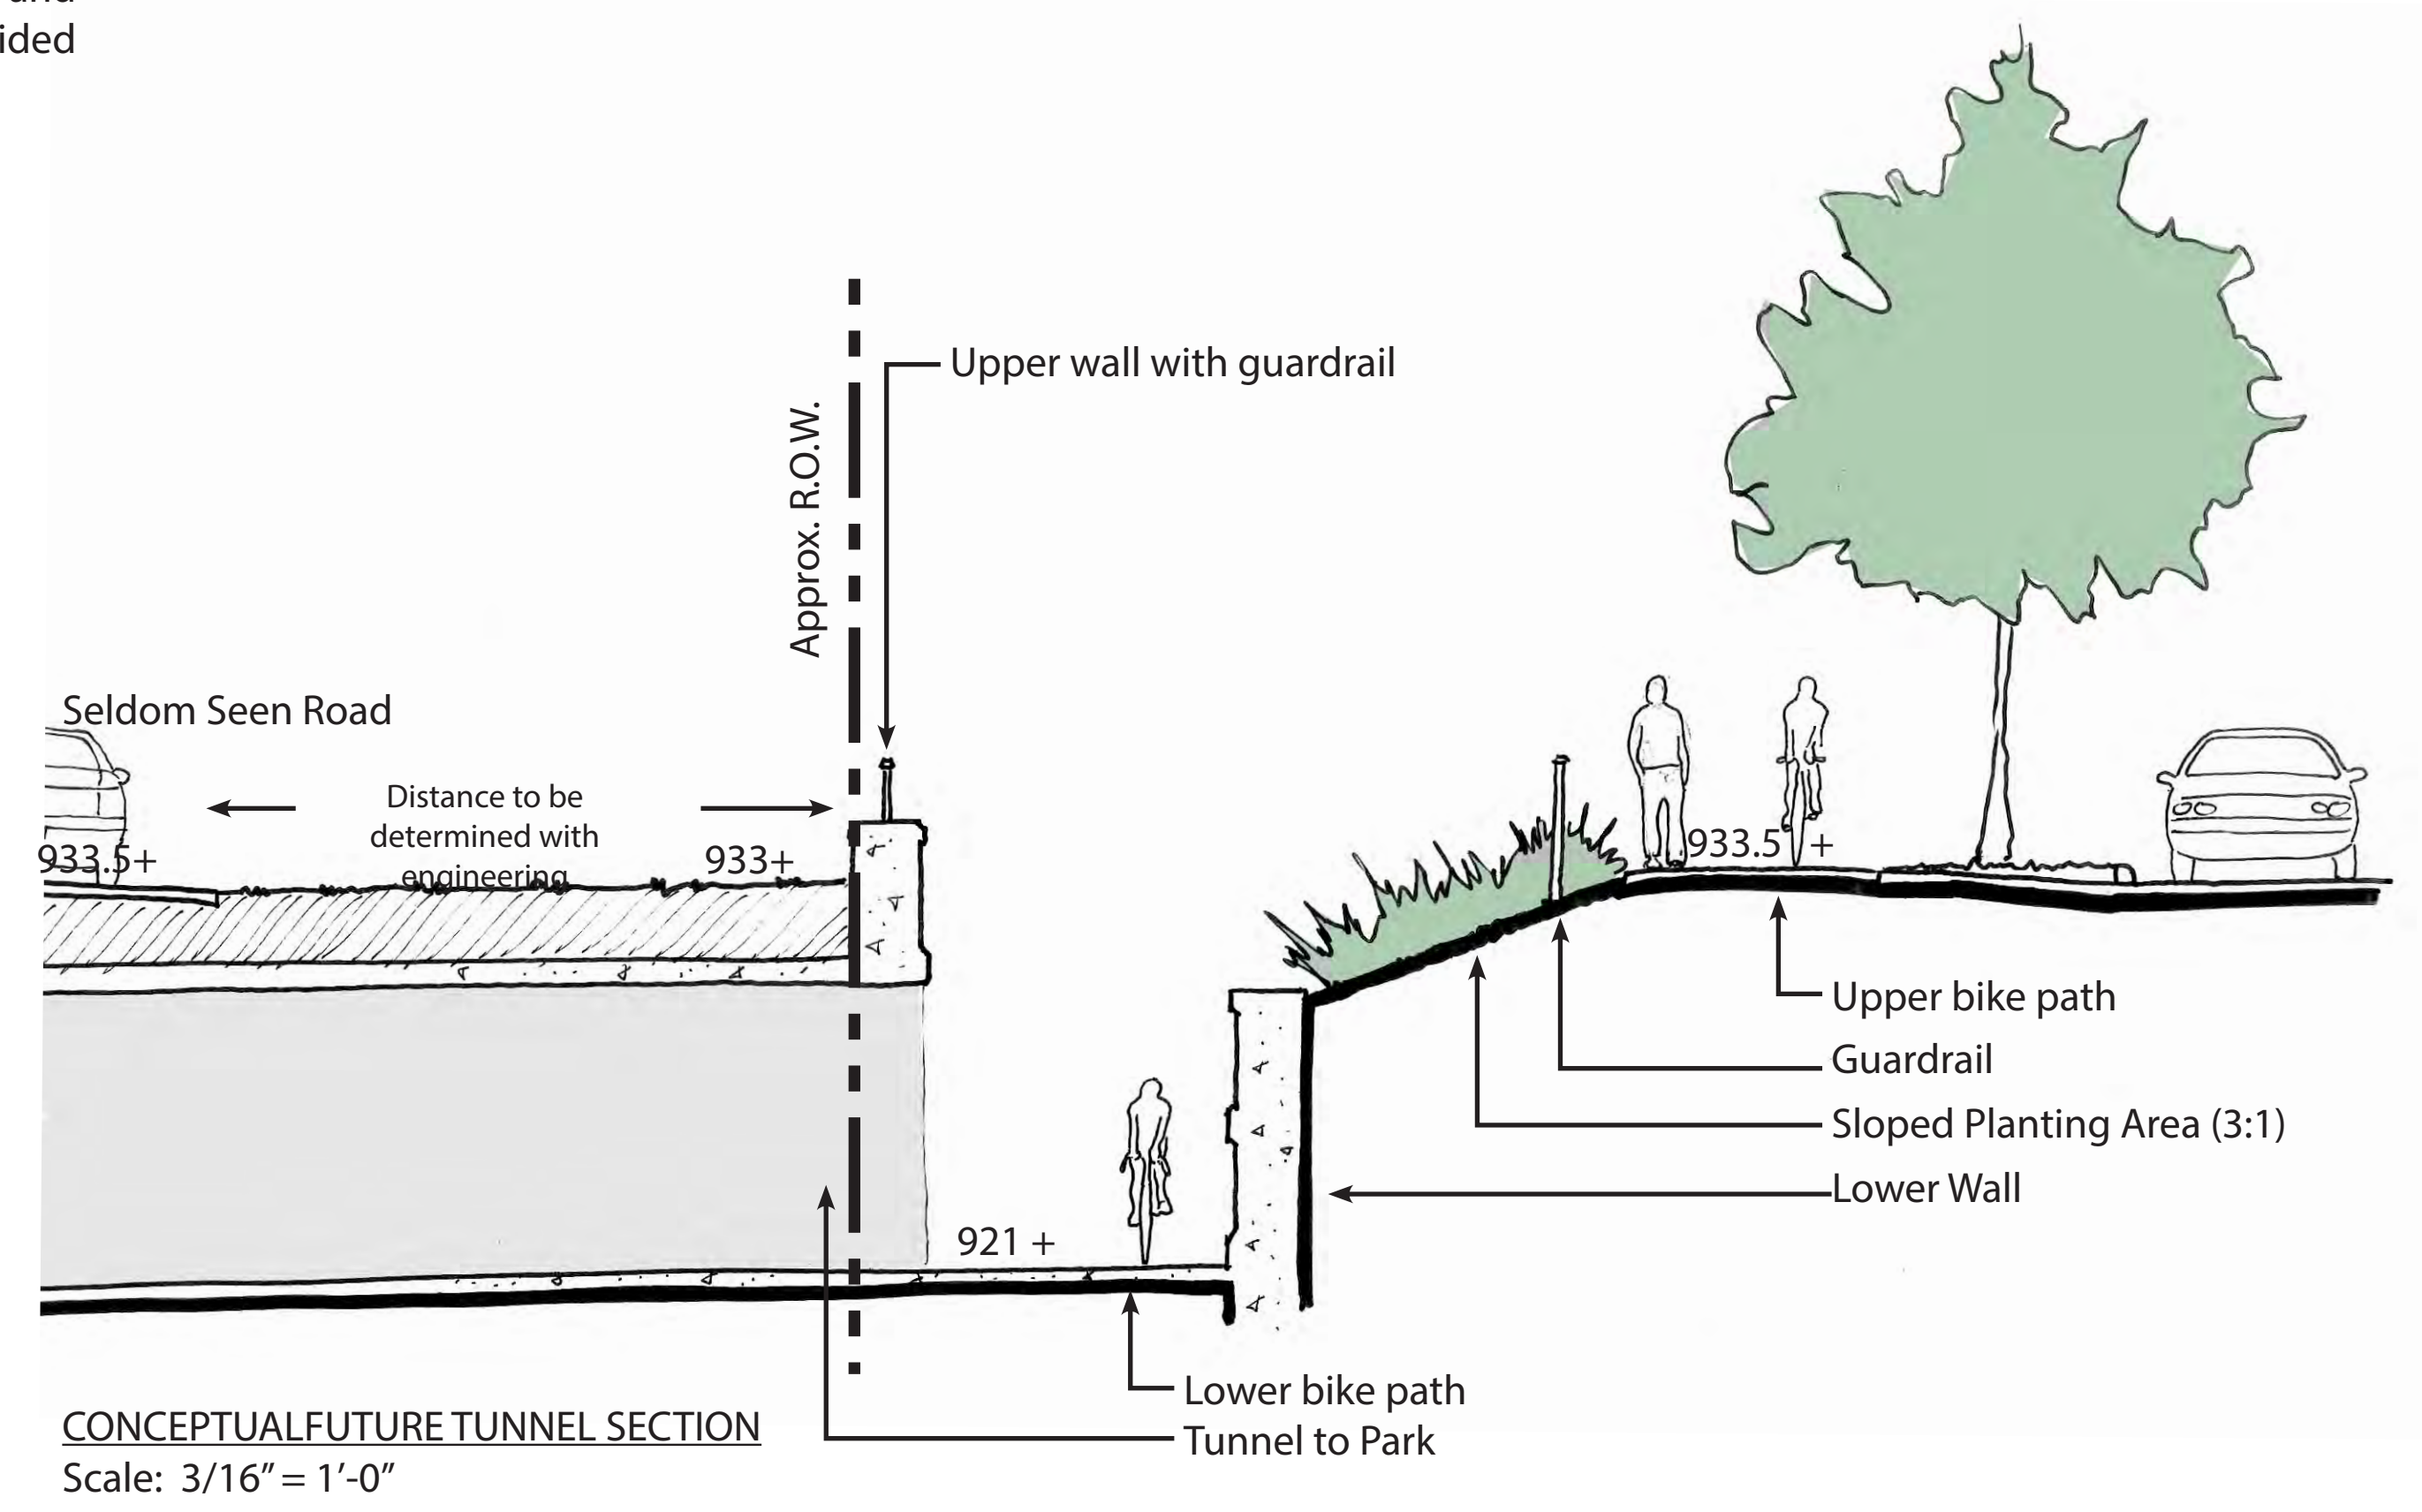 and
ided
Upper wall with guardrail
Approx. R.O.W.
Seldom Seen Road
Distance to be
determined with
engineering
933.5+
933+
933.5 +
Upper bike path
Guardrail
Sloped Planting Area (3:1)
Lower Wall
921 +
Lower bike path
Tunnel to Park
CONCEPTUALFUTURE TUNNEL SECTION
Scale: 3/16” = 1’-0”